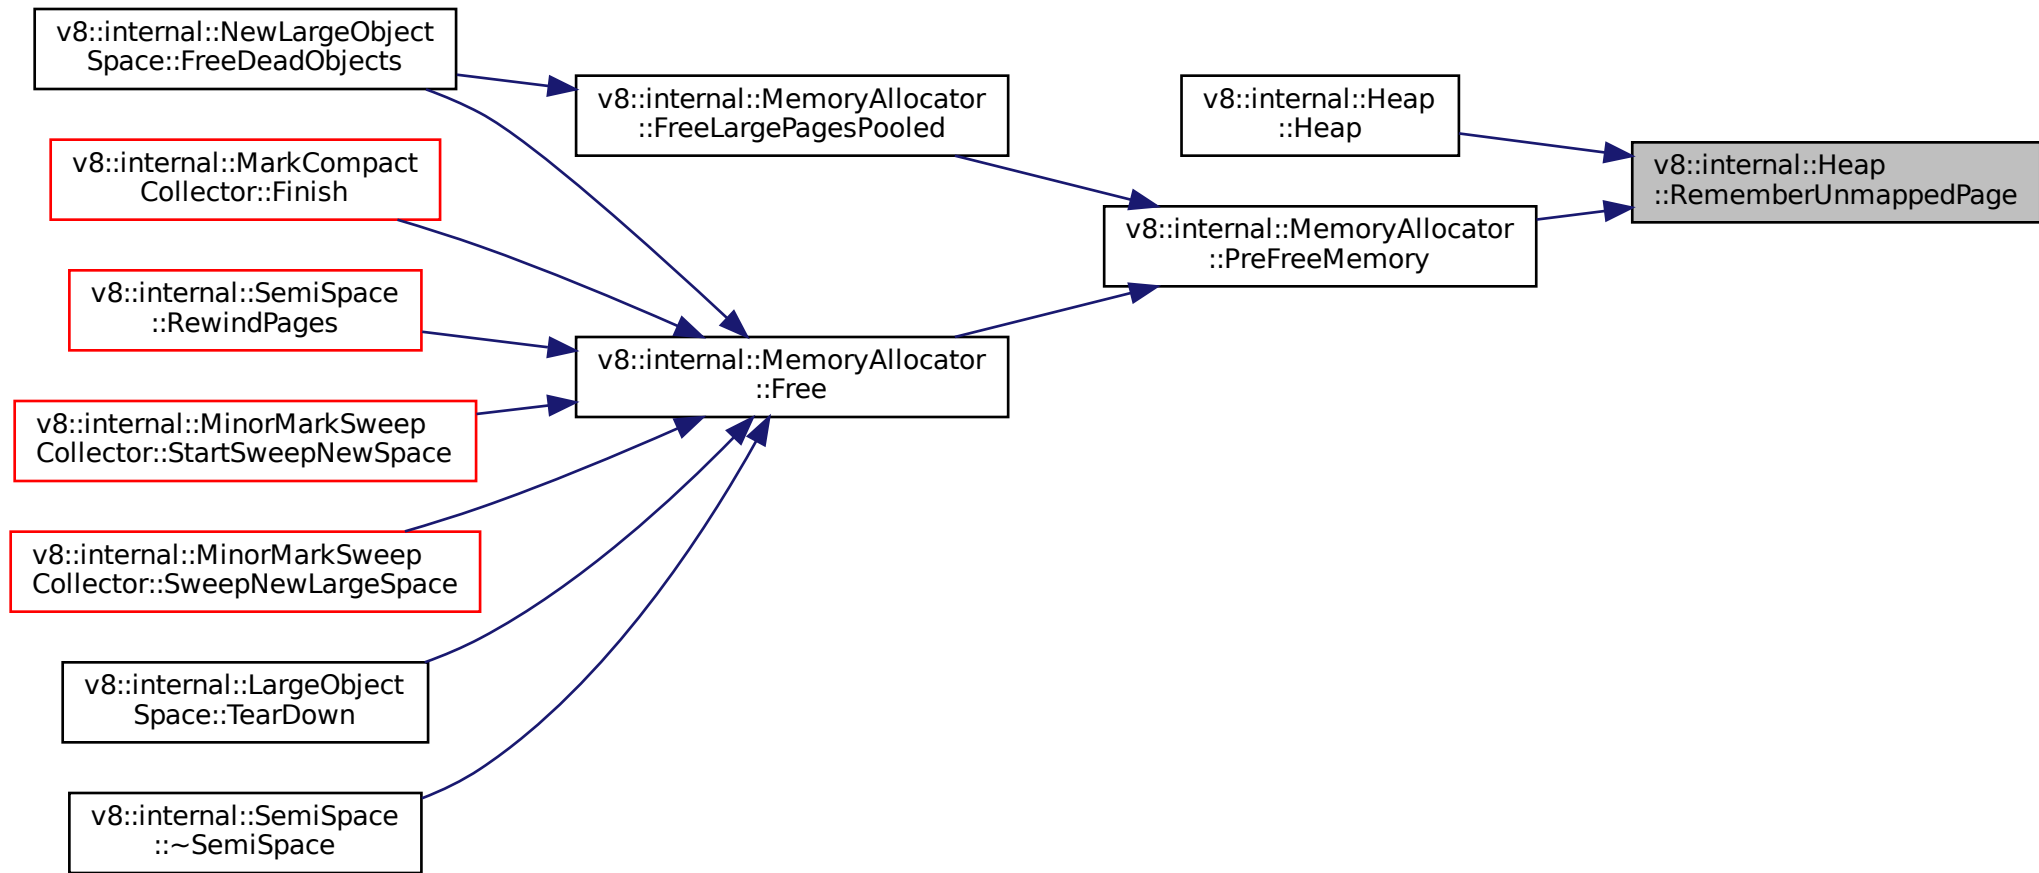 v8::internal::NewLargeObject
Space::FreeDeadObjects
v8::internal::MarkCompact
Collector::Finish
v8::internal::SemiSpace
::RewindPages
v8::internal::MinorMarkSweep
Collector::StartSweepNewSpace
v8::internal::MinorMarkSweep
Collector::SweepNewLargeSpace
v8::internal::LargeObject
Space::TearDown
v8::internal::SemiSpace
::~SemiSpace
v8::internal::MemoryAllocator
::FreeLargePagesPooled
v8::internal::MemoryAllocator
::Free
v8::internal::Heap
::Heap
v8::internal::MemoryAllocator
::PreFreeMemory
v8::internal::Heap
::RememberUnmappedPage